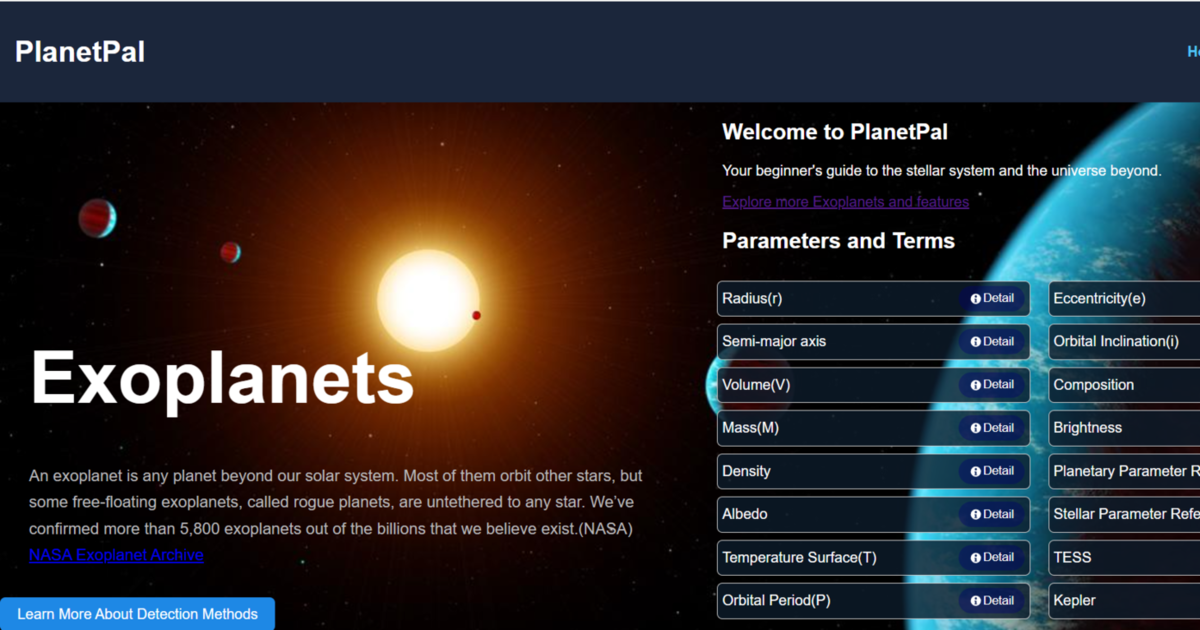 PlanetPal
Exoplanets
An exoplanet is any planet beyond our solar system. Most of them orbit other stars, but
some free-floating exoplanets, called rogue planets, are untethered to any star. We've
confirmed more than 5,800 exoplanets out of the billions that we believe exist.(NASA)
NASA Exoplanet Archive
Learn More About Detection Methods
Welcome to PlanetPal
Your beginner's guide to the stellar system and the universe beyond.
Explore more Exoplanets and features
Parameters and Terms
Radius(r) Detail Eccentricity(e)
Semi-major axis Detail Orbital Inclination(i)
Volume(V) Detail Composition
Mass(M) Detail Brightness
Density Detail Planetary Parameter
Albedo Detail Stellar Parameter
Temperature Surface(T) Detail TESS
Orbital Period(P) Detail Kepler